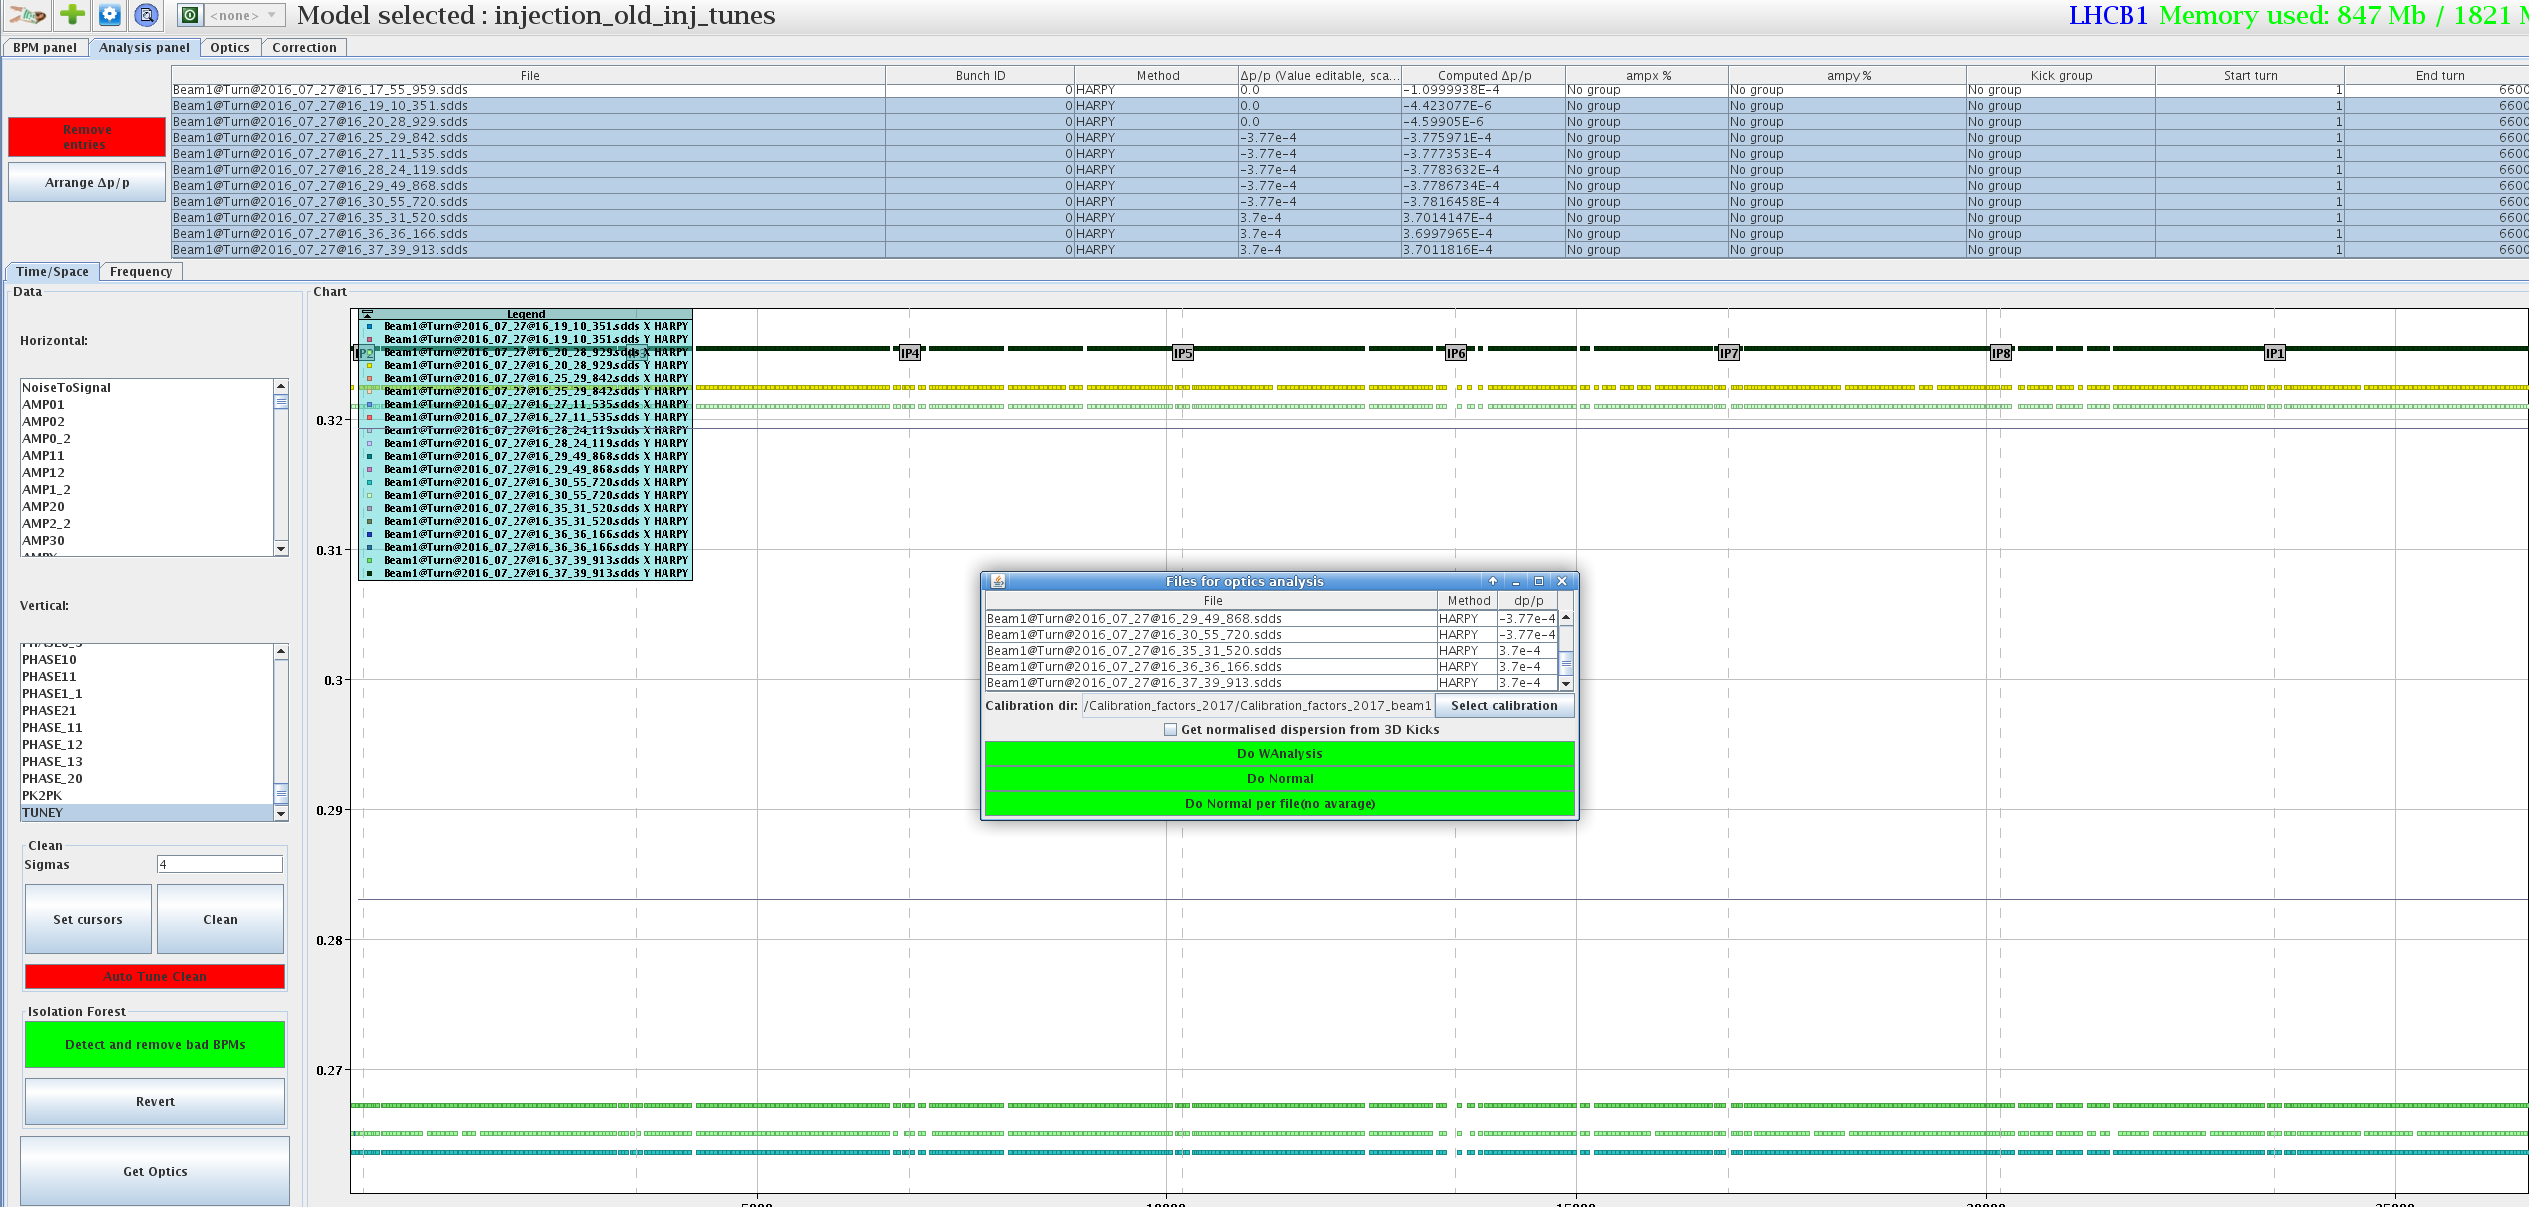 <none> Model selected : injection_old_inj_tunes LHCB1 Memory used: 847 Mb / 1821 M
BPM panel Analysis panel Optics Correction
File Bunch ID Method Δp/p (Value editable, sca... Computed Δp/p ampx % ampy % Kick group Start turn End turn
Beam1@Turn@2016_07_27@16_17_55_959.sdds 0 HARPY 0.0 -1.0999938E-4 No group No group No group 1 6600
Beam1@Turn@2016_07_27@16_19_10_351.sdds 0 HARPY 0.0 -4.423077E-6 No group No group No group 1 6600
Beam1@Turn@2016_07_27@16_20_28_929.sdds 0 HARPY 0.0 -4.59905E-6 No group No group No group 1 6600
Beam1@Turn@2016_07_27@16_25_29_842.sdds 0 HARPY -3.77e-4 -3.775971E-4 No group No group No group 1 6600
Beam1@Turn@2016_07_27@16_27_11_535.sdds 0 HARPY -3.77e-4 -3.777353E-4 No group No group No group 1 6600
Beam1@Turn@2016_07_27@16_28_24_119.sdds 0 HARPY -3.77e-4 -3.7783632E-4 No group No group No group 1 6600
Beam1@Turn@2016_07_27@16_29_49_868.sdds 0 HARPY -3.77e-4 -3.7786734E-4 No group No group No group 1 6600
Beam1@Turn@2016_07_27@16_30_55_720.sdds 0 HARPY -3.77e-4 -3.7816458E-4 No group No group No group 1 6600
Beam1@Turn@2016_07_27@16_35_31_520.sdds 0 HARPY 3.7e-4 3.7014147E-4 No group No group No group 1 6600
Beam1@Turn@2016_07_27@16_36_36_166.sdds 0 HARPY 3.7e-4 3.6997965E-4 No group No group No group 1 6600
Beam1@Turn@2016_07_27@16_37_39_913.sdds 0 HARPY 3.7e-4 3.7011816E-4 No group No group No group 1 6600
Remove
entries
Arrange Δp/p
Time/Space Frequency
Data
Horizontal:
NoiseToSignal
AMP01
AMP02
AMP0_2
AMP11
AMP12
AMP1_2
AMP20
AMP2_2
AMP30
Vertical:
PHASE10
PHASE11
PHASE1_1
PHASE21
PHASE_11
PHASE_12
PHASE_13
PHASE_20
PK2PK
TUNEY
Clean
Sigmas 4
Set cursors Clean
Auto Tune Clean
Isolation Forest
Detect and remove bad BPMs
Revert
Get Optics
Chart
Legend
Beam1@Turn@2016_07_27@16_19_10_351.sdds X HARPY
Beam1@Turn@2016_07_27@16_19_10_351.sdds Y HARPY
Beam1@Turn@2016_07_27@16_20_28_929.sdds X HARPY
Beam1@Turn@2016_07_27@16_20_28_929.sdds Y HARPY
Beam1@Turn@2016_07_27@16_25_29_842.sdds X HARPY
Beam1@Turn@2016_07_27@16_25_29_842.sdds Y HARPY
Beam1@Turn@2016_07_27@16_27_11_535.sdds X HARPY
Beam1@Turn@2016_07_27@16_27_11_535.sdds Y HARPY
Beam1@Turn@2016_07_27@16_28_24_119.sdds X HARPY
Beam1@Turn@2016_07_27@16_28_24_119.sdds Y HARPY
Beam1@Turn@2016_07_27@16_29_49_868.sdds X HARPY
Beam1@Turn@2016_07_27@16_29_49_868.sdds Y HARPY
Beam1@Turn@2016_07_27@16_30_55_720.sdds X HARPY
Beam1@Turn@2016_07_27@16_30_55_720.sdds Y HARPY
Beam1@Turn@2016_07_27@16_35_31_520.sdds X HARPY
Beam1@Turn@2016_07_27@16_35_31_520.sdds Y HARPY
Beam1@Turn@2016_07_27@16_36_36_166.sdds X HARPY
Beam1@Turn@2016_07_27@16_36_36_166.sdds Y HARPY
Beam1@Turn@2016_07_27@16_37_39_913.sdds X HARPY
Beam1@Turn@2016_07_27@16_37_39_913.sdds Y HARPY
IP2 IP4 IP5 IP6 IP7 IP8 IP1
0.32
0.31
0.3
0.29
0.28
0.27
Files for optics analysis
File Method dp/p
Beam1@Turn@2016_07_27@16_29_49_868.sdds HARPY -3.77e-4
Beam1@Turn@2016_07_27@16_30_55_720.sdds HARPY -3.77e-4
Beam1@Turn@2016_07_27@16_35_31_520.sdds HARPY 3.7e-4
Beam1@Turn@2016_07_27@16_36_36_166.sdds HARPY 3.7e-4
Beam1@Turn@2016_07_27@16_37_39_913.sdds HARPY 3.7e-4
Calibration dir: /Calibration_factors_2017/Calibration_factors_2017_beam1 Select calibration
Get normalised dispersion from 3D Kicks
Do WAnalysis
Do Normal
Do Normal per file(no avarage)